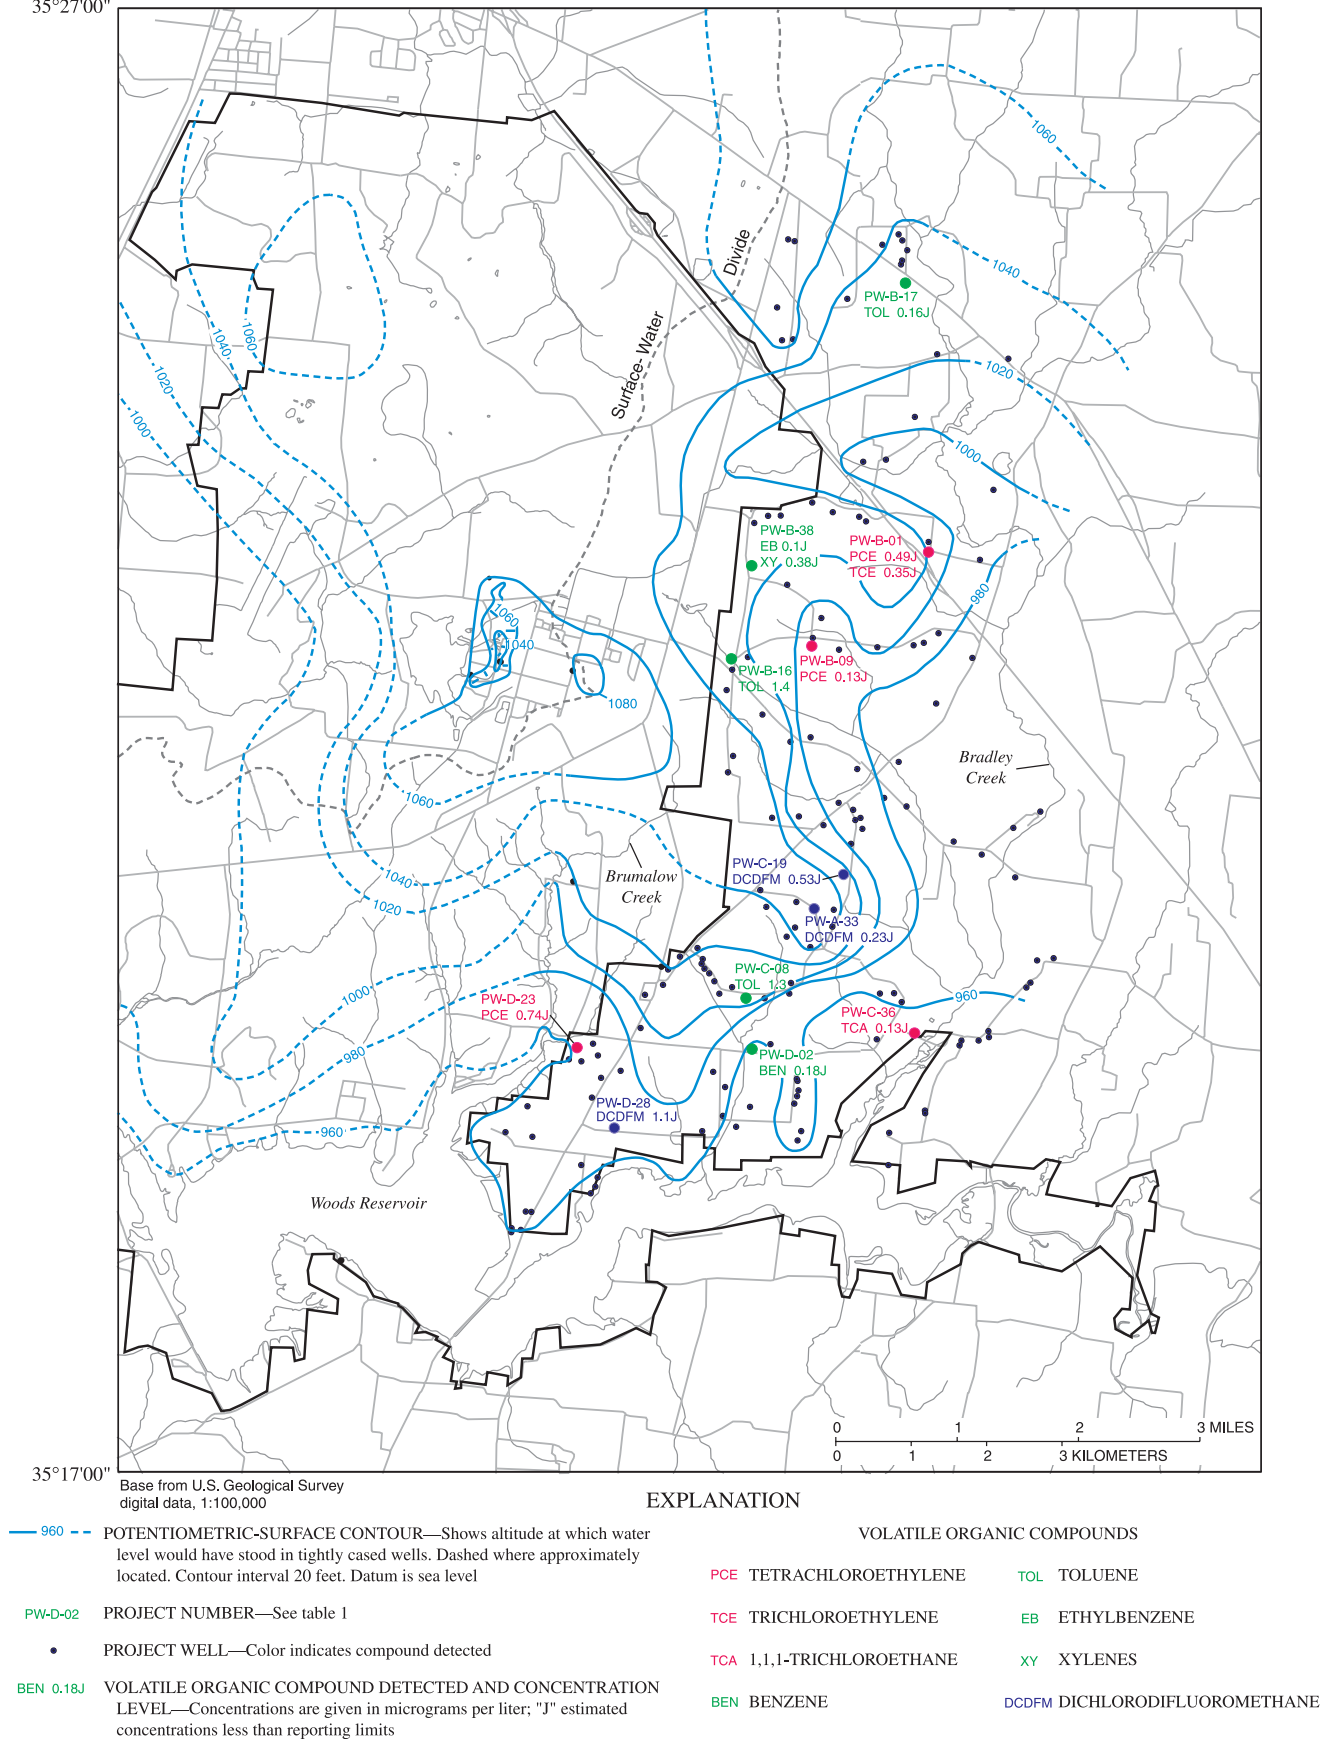 35°27'00"
1060
Divide
1040
PW-B-17
TOL 0.16J
1060
1040
Surface- Water
1020
1020
1000
1000
PW-B-38
EB 0.1J
XY 0.38J
PW-B-01
PCE 0.49J
TCE 0.35J
980
1060
1040
PW-B-09
PCE 0.13J
PW-B-16
TOL 1.4
1080
Bradley
Creek
1060
PW-C-19
DCDFM 0.53J
1040
Brumalow
Creek
1020
PW-A-33
DCDFM 0.23J
PW-C-08
TOL 1.3
1000
960
PW-D-23
PCE 0.74J
PW-C-36
TCA 0.13J
980
PW-D-02
BEN 0.18J
PW-D-28
DCDFM 1.1J
960
Woods Reservoir
0 1 2 3 MILES
0 1 2 3 KILOMETERS
35°17'00"
Base from U.S. Geological Survey
digital data, 1:100,000
EXPLANATION
960 POTENTIOMETRIC-SURFACE CONTOUR—Shows altitude at which water
level would have stood in tightly cased wells. Dashed where approximately
located. Contour interval 20 feet. Datum is sea level
PW-D-02 PROJECT NUMBER—See table 1
PROJECT WELL—Color indicates compound detected
BEN 0.18J VOLATILE ORGANIC COMPOUND DETECTED AND CONCENTRATION
LEVEL—Concentrations are given in micrograms per liter; "J" estimated
concentrations less than reporting limits
VOLATILE ORGANIC COMPOUNDS
PCE TETRACHLOROETHYLENE
TCE TRICHLOROETHYLENE
TCA 1,1,1-TRICHLOROETHANE
BEN BENZENE
TOL TOLUENE
EB ETHYLBENZENE
XY XYLENES
DCDFM DICHLORODIFLUOROMETHANE